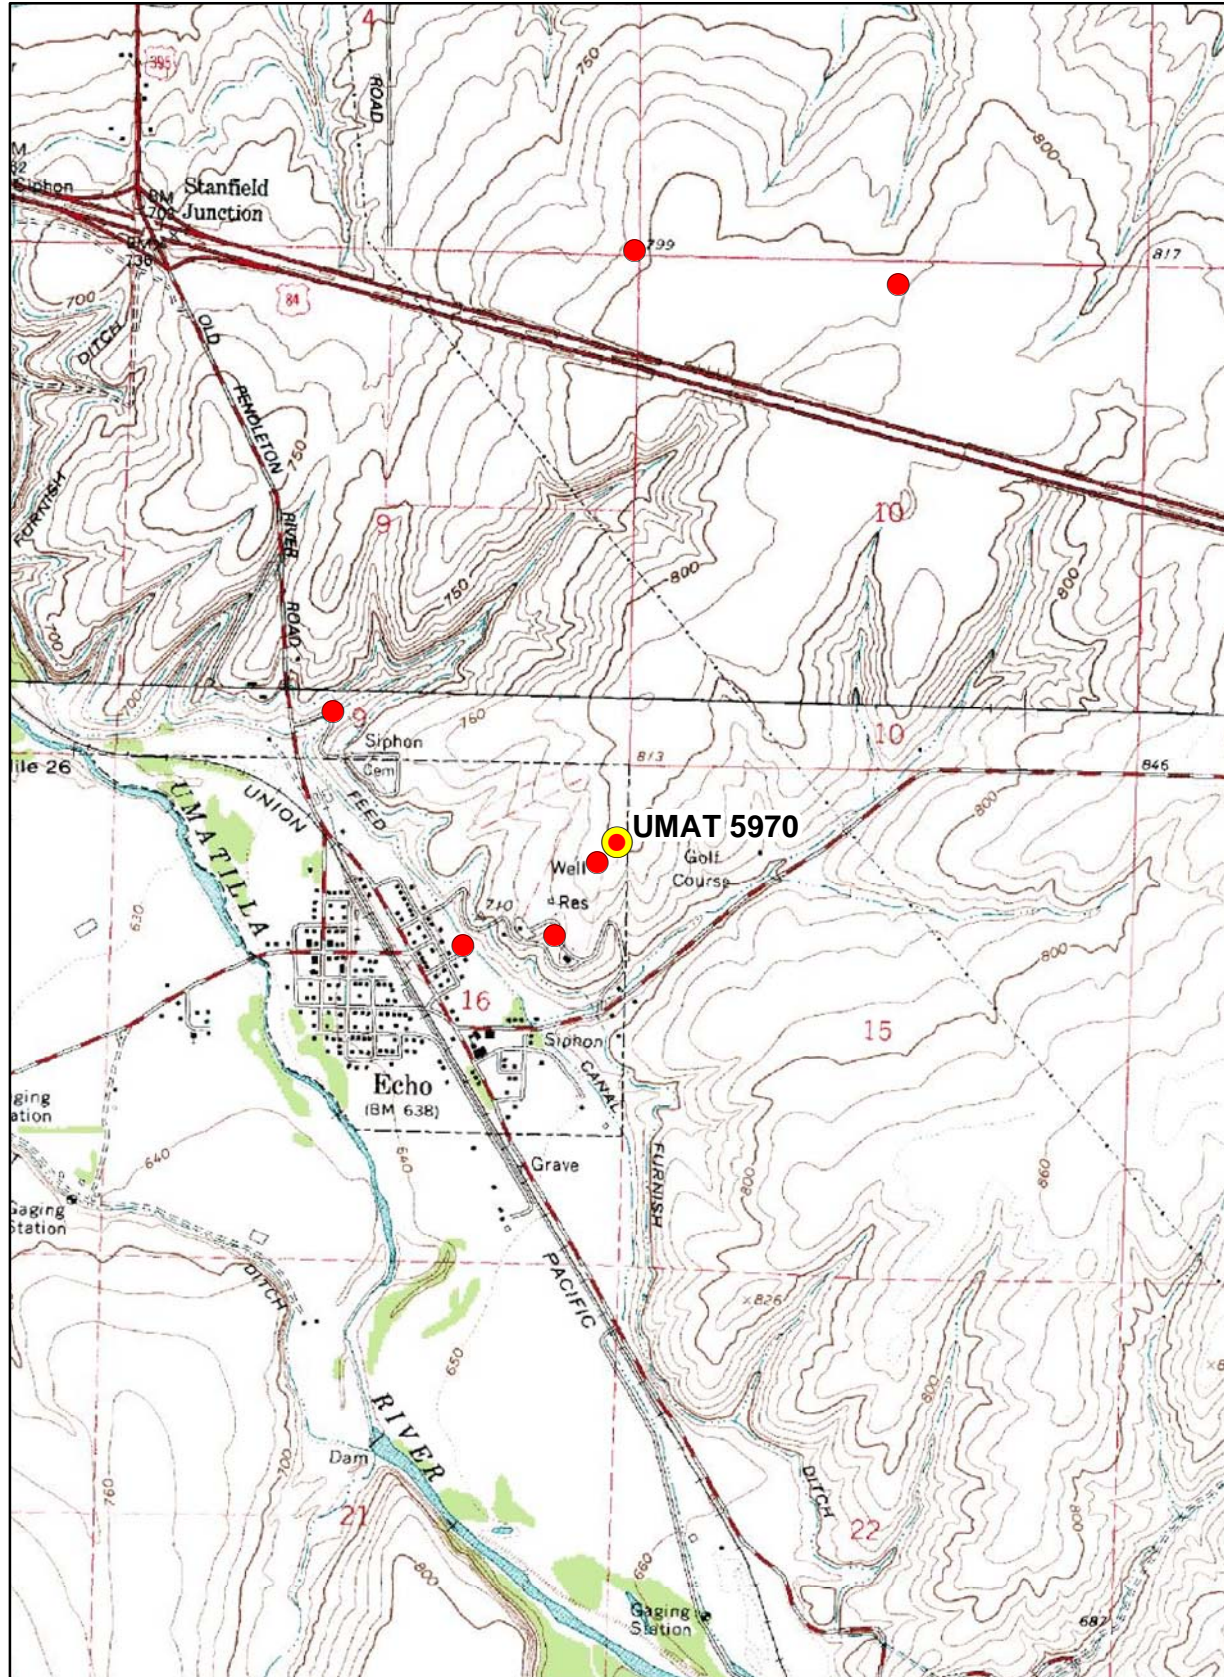 4
395
ROAD
750
800
M
Siphon
Stanfield
Junction
BM
799
817
736
84
700
OLD
DITCH
PENDLETON
750
FURNISH
9
RIVER
10
800
800
750
ROAD
700
700
9
760
Siphon
10
Cem
813
846
ile 26
UNION
FEED
800
UMATILLA
UMAT 5970
Well
Golf
Course
630
710
Res
800
16
15
Siphon
Echo
(BM 638)
CANAL
ging
ation
640
640
Grave
FURNISH
800
860
Gaging
Station
DITCH
PACIFIC
×826
650
800
RIVER
700
Dam
760
DITCH
21
22
800
800
660
Gaging
Station
687